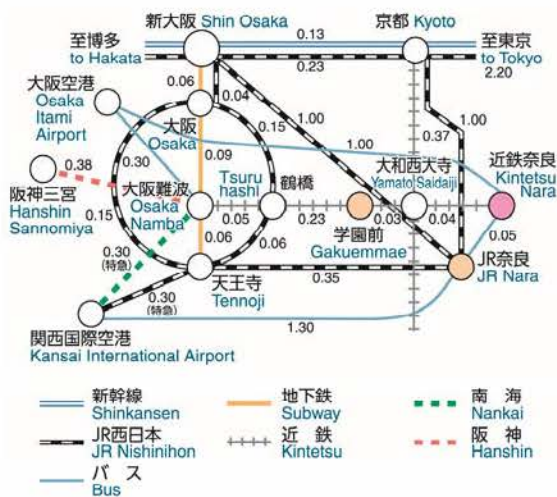 新大阪 Shin Osaka
京都 Kyoto
至博多
to Hakata
0.13
0.23
至東京
to Tokyo
2.20
大阪空港
Osaka
Itami
Airport
0.06
0.04
1.00
0.37
1.00
大阪
Osaka
0.15
0.30
0.09
1.00
近鉄奈良
Kintetsu
Nara
0.38
阪神三宮
Hanshin
Sannomiya
大阪難波
Osaka
Namba
Tsuru
hashi
鶴橋
大和西大寺
Yamato Saidaiji
0.15
0.05
0.23
0.03
0.04
0.05
学園前
Gakuemmae
0.06
0.06
0.30
(特急)
天王寺
Tennoji
0.35
JR奈良
JR Nara
0.30
(特急)
関西国際空港
Kansai International Airport
1.30
新幹線
Shinkansen
地下鉄
Subway
南海
Nankai
JR西日本
JR Nishinihon
近鉄
Kintetsu
阪神
Hanshin
バス
Bus